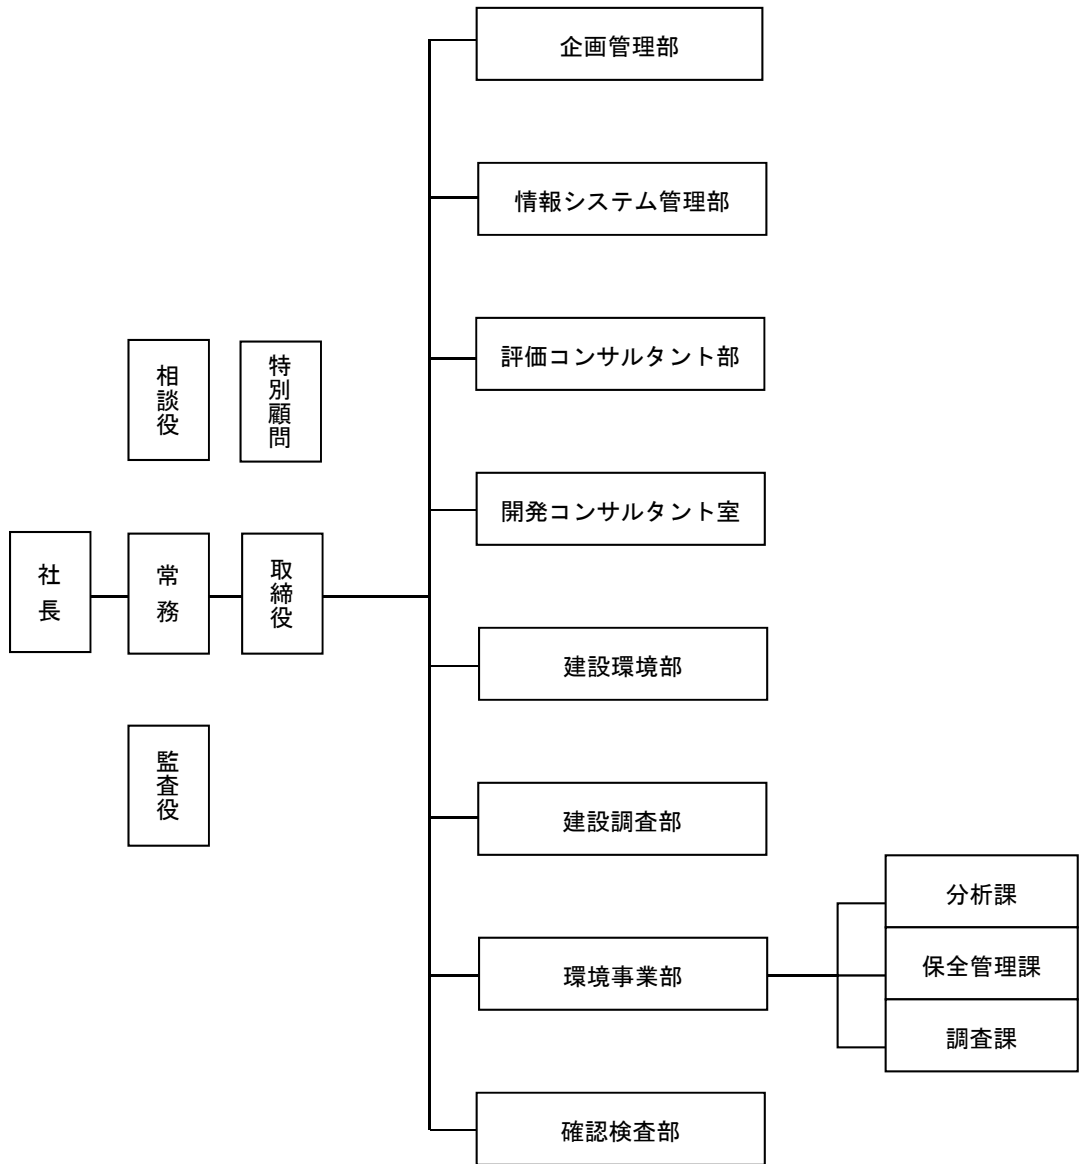 企画管理部
情報システム管理部
評価コンサルタント部
相談役
特別顧問
開発コンサルタント室
社長
常務
取締役
建設環境部
監査役
建設調査部
分析課
環境事業部
保全管理課
調査課
確認検査部